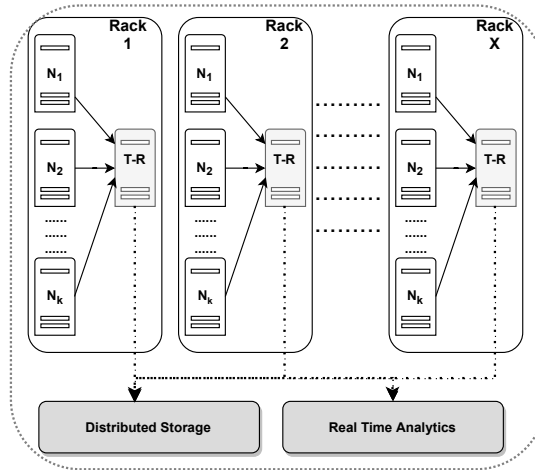 Rack
1
N1
N2
Nk
T-R
Rack
2
N1
N2
Nk
T-R
Rack
X
N1
N2
Nk
T-R
Distributed Storage
Real Time Analytics